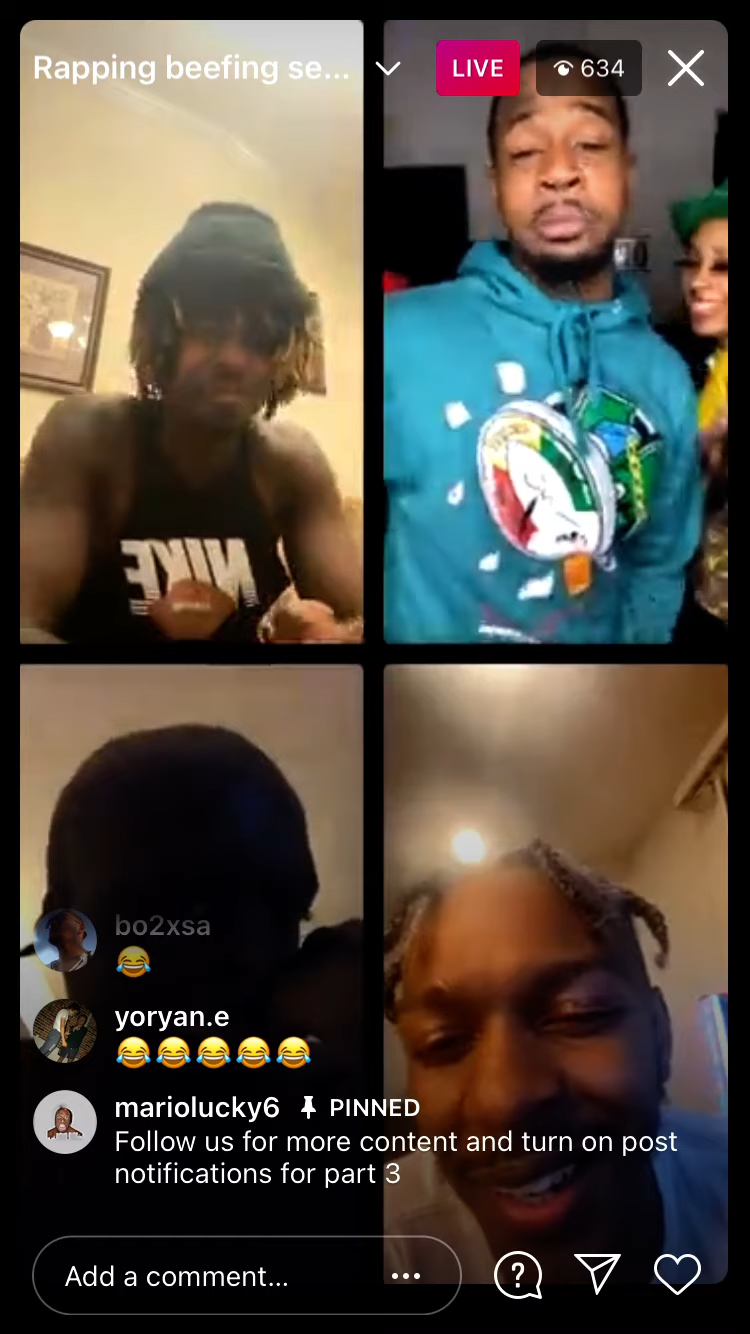 Rapping beefing se...
LIVE
634
NIKE
bo2xsa
😂
yoryan.e
😂😂😂😂😂
mariolucky6 PINNED
Follow us for more content and turn on post
notifications for part 3
Add a comment...